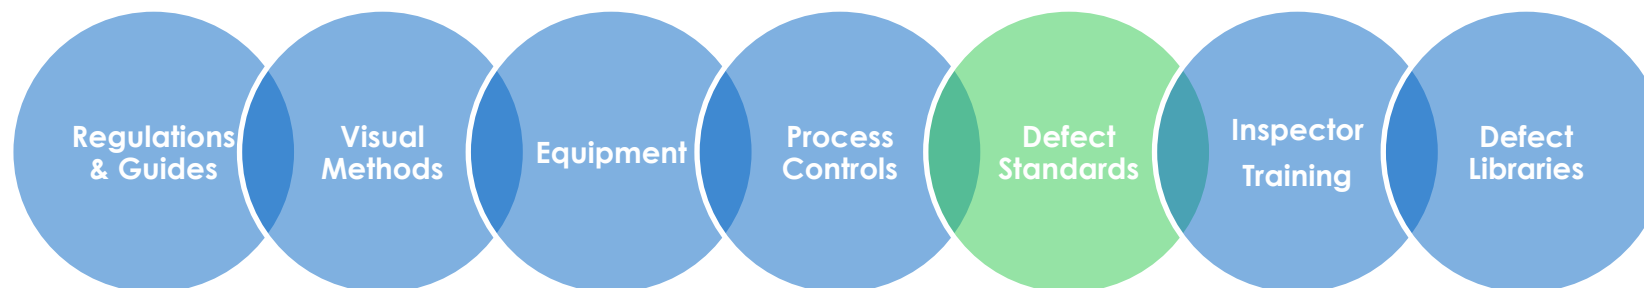 Regulations
& Guides
Visual
Methods
Equipment
Process
Controls
Defect
Standards
Inspector
Training
Defect
Libraries